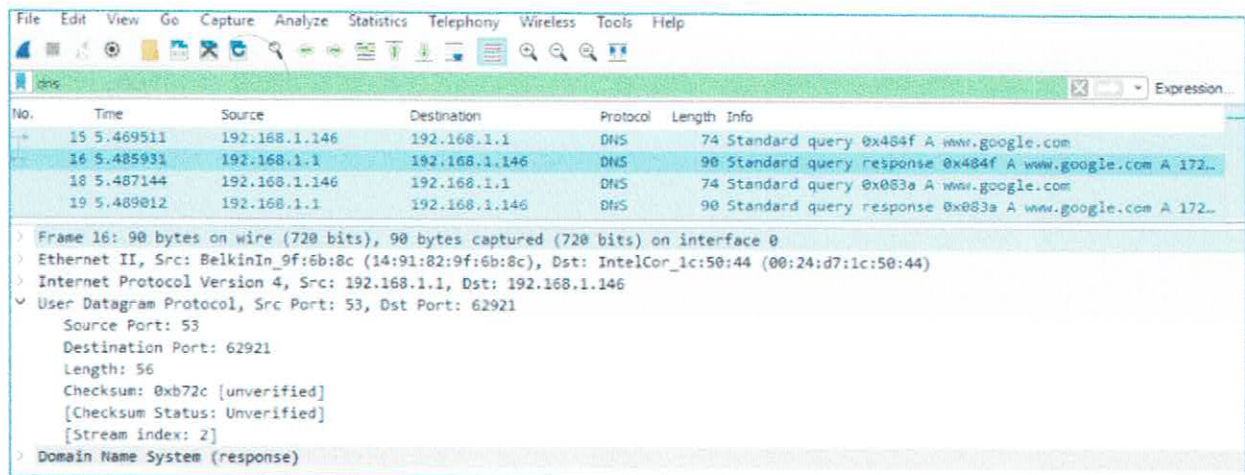 File Edit View Go Capture Analyze Statistics Telephony Wireless Tools Help
dns Expression...
No. Time Source Destination Protocol Length Info
15 5.469511 192.168.1.146 192.168.1.1 DNS 74 Standard query 0x484f A www.google.com
16 5.485931 192.168.1.1 192.168.1.146 DNS 90 Standard query response 0x484f A www.google.com A 172...
18 5.487144 192.168.1.146 192.168.1.1 DNS 74 Standard query 0x083a A www.google.com
19 5.489012 192.168.1.1 192.168.1.146 DNS 90 Standard query response 0x083a A www.google.com A 172...
> Frame 16: 90 bytes on wire (720 bits), 90 bytes captured (720 bits) on interface 0
> Ethernet II, Src: BelkinIn_9f:6b:8c (14:91:82:9f:6b:8c), Dst: IntelCor_1c:50:44 (00:24:d7:1c:50:44)
> Internet Protocol Version 4, Src: 192.168.1.1, Dst: 192.168.1.146
User Datagram Protocol, Src Port: 53, Dst Port: 62921
Source Port: 53
Destination Port: 62921
Length: 56
Checksum: 0xb72c [unverified]
[Checksum Status: Unverified]
[Stream index: 2]
> Domain Name System (response)